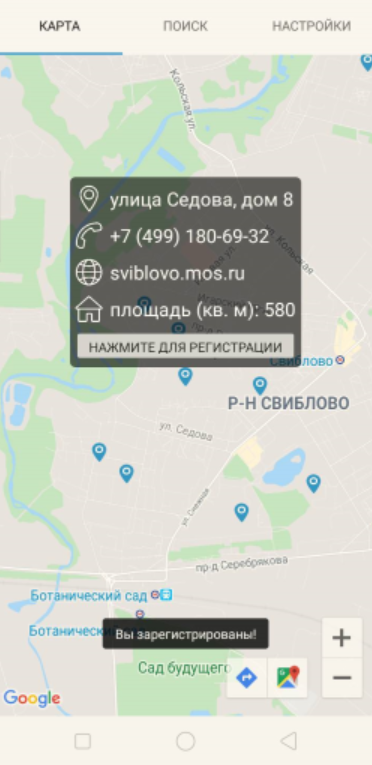 КАРТА ПОИСК НАСТРОЙКИ
Кольская ул.
улица Седова, дом 8
+7 (499) 180-69-32
sviblovo.mos.ru
площадь (кв. м): 580
НАЖМИТЕ ДЛЯ РЕГИСТРАЦИИ
Свиблово
Р-Н СВИБЛОВО
ул. Седова
ул. Снежная
пр-д Серебрякова
Ботанический сад
Вы зарегистрированы!
Сад будущего
Google